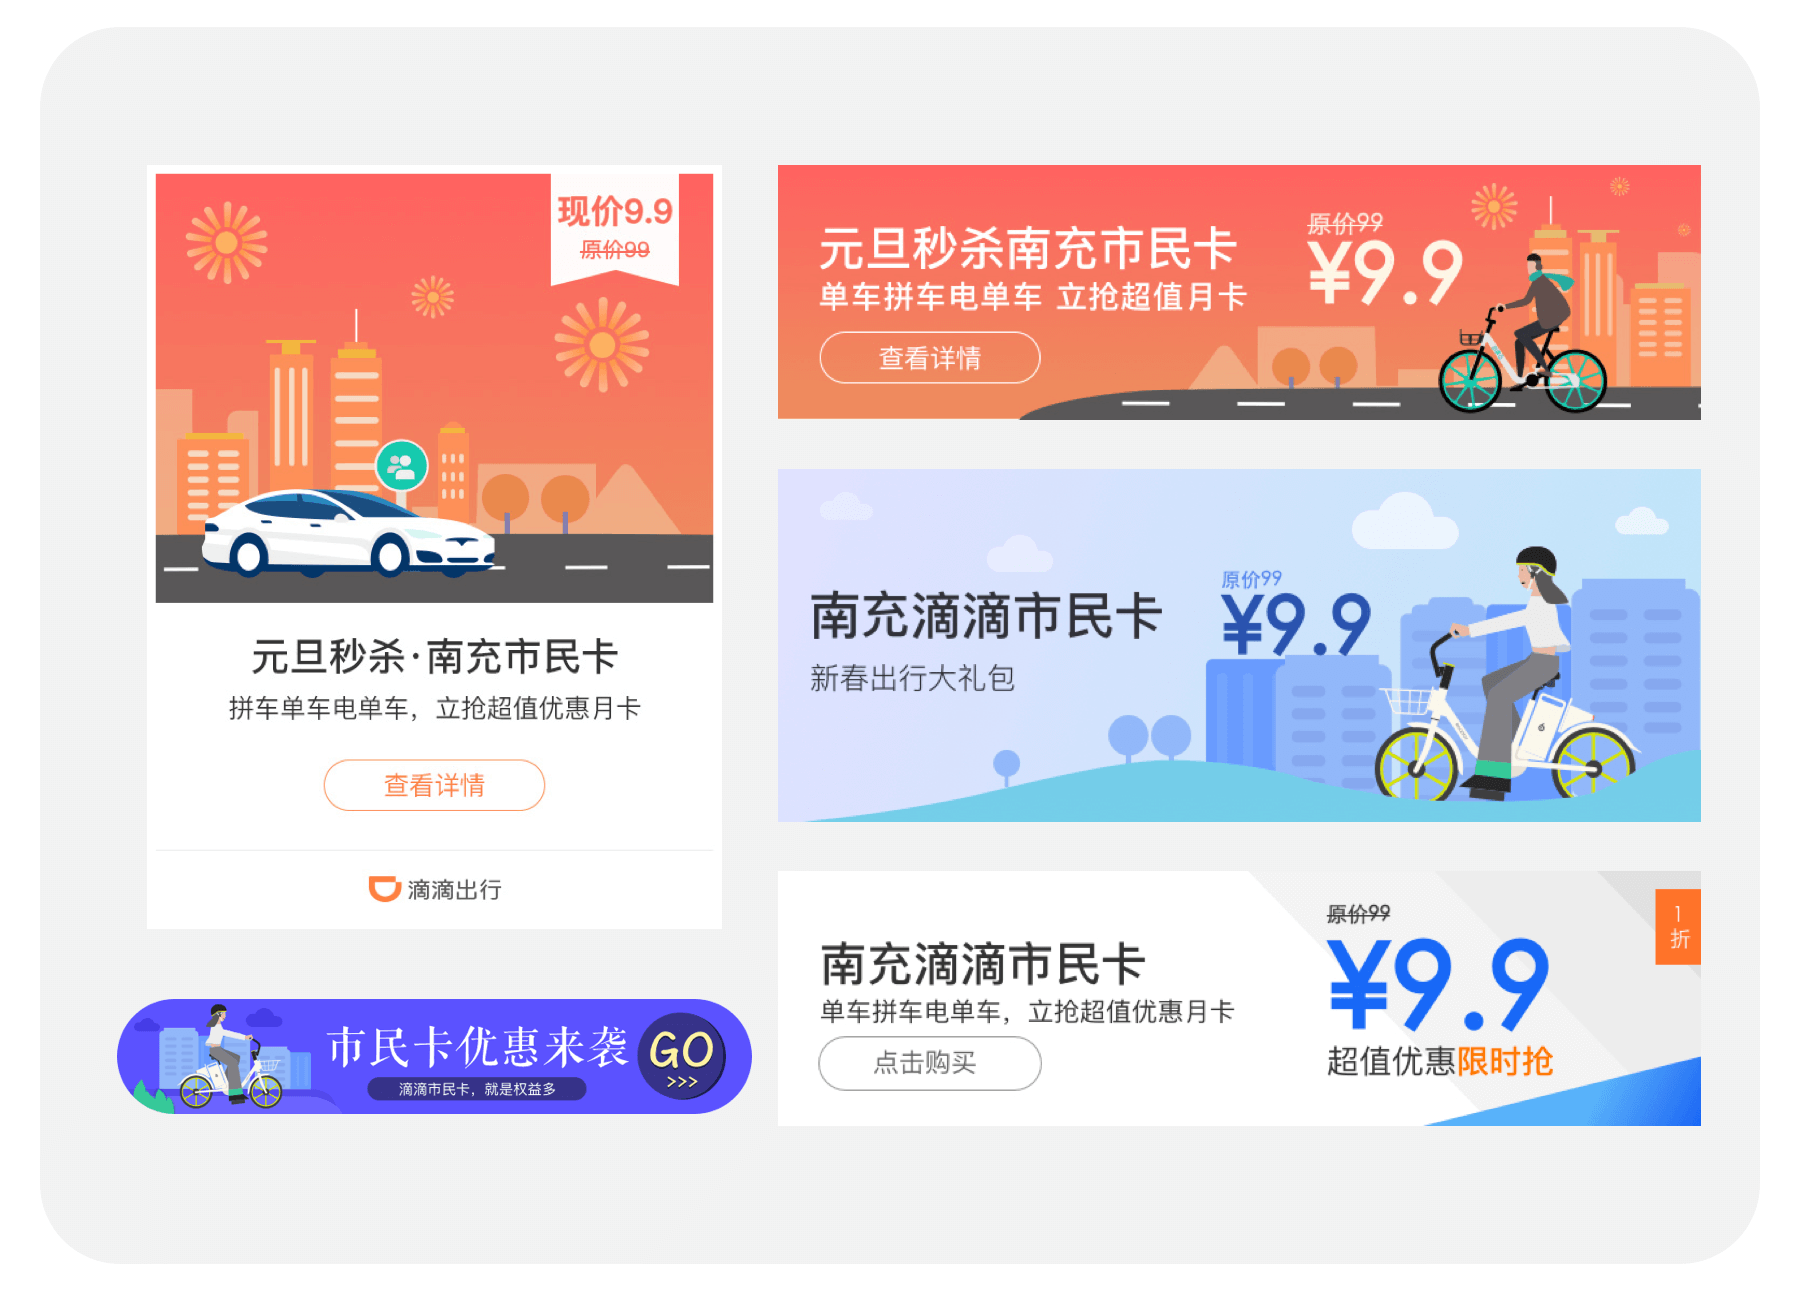 现价9.9
原价99
元旦秒杀·南充市民卡
拼车单车电单车，立抢超值优惠月卡
查看详情
滴滴出行
市民卡优惠来袭
滴滴市民卡，就是权益多
GO
>>>
元旦秒杀南充市民卡
单车拼车电单车 立抢超值月卡
查看详情
原价99
¥9.9
南充滴滴市民卡
新春出行大礼包
原价99
¥9.9
南充滴滴市民卡
单车拼车电单车，立抢超值优惠月卡
点击购买
原价99
¥9.9
超值优惠限时抢
1
折